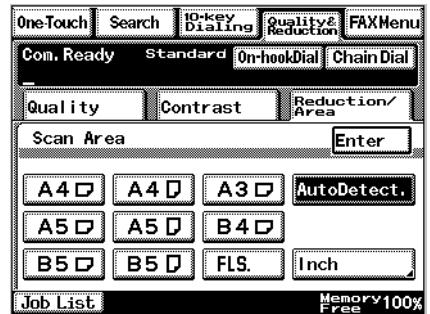 One-Touch Search 10-key Dialing Quality& Reduction FAXMenu
Com. Ready Standard On-hookDial Chain Dial
Quality Contrast Reduction/ Area
Scan Area Enter
A4 A4 A3 AutoDetect.
A5 A5 B4
B5 B5 FLS. Inch
Job List Memory Free 100%